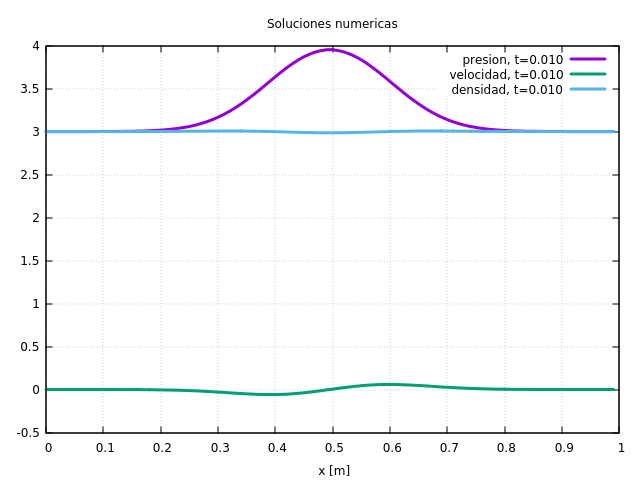 Soluciones numericas
presion, t=0.010
velocidad, t=0.010
densidad, t=0.010
4
3.5
3
2.5
2
1.5
1
0.5
0
-0.5
0 0.1 0.2 0.3 0.4 0.5 0.6 0.7 0.8 0.9 1
x [m]